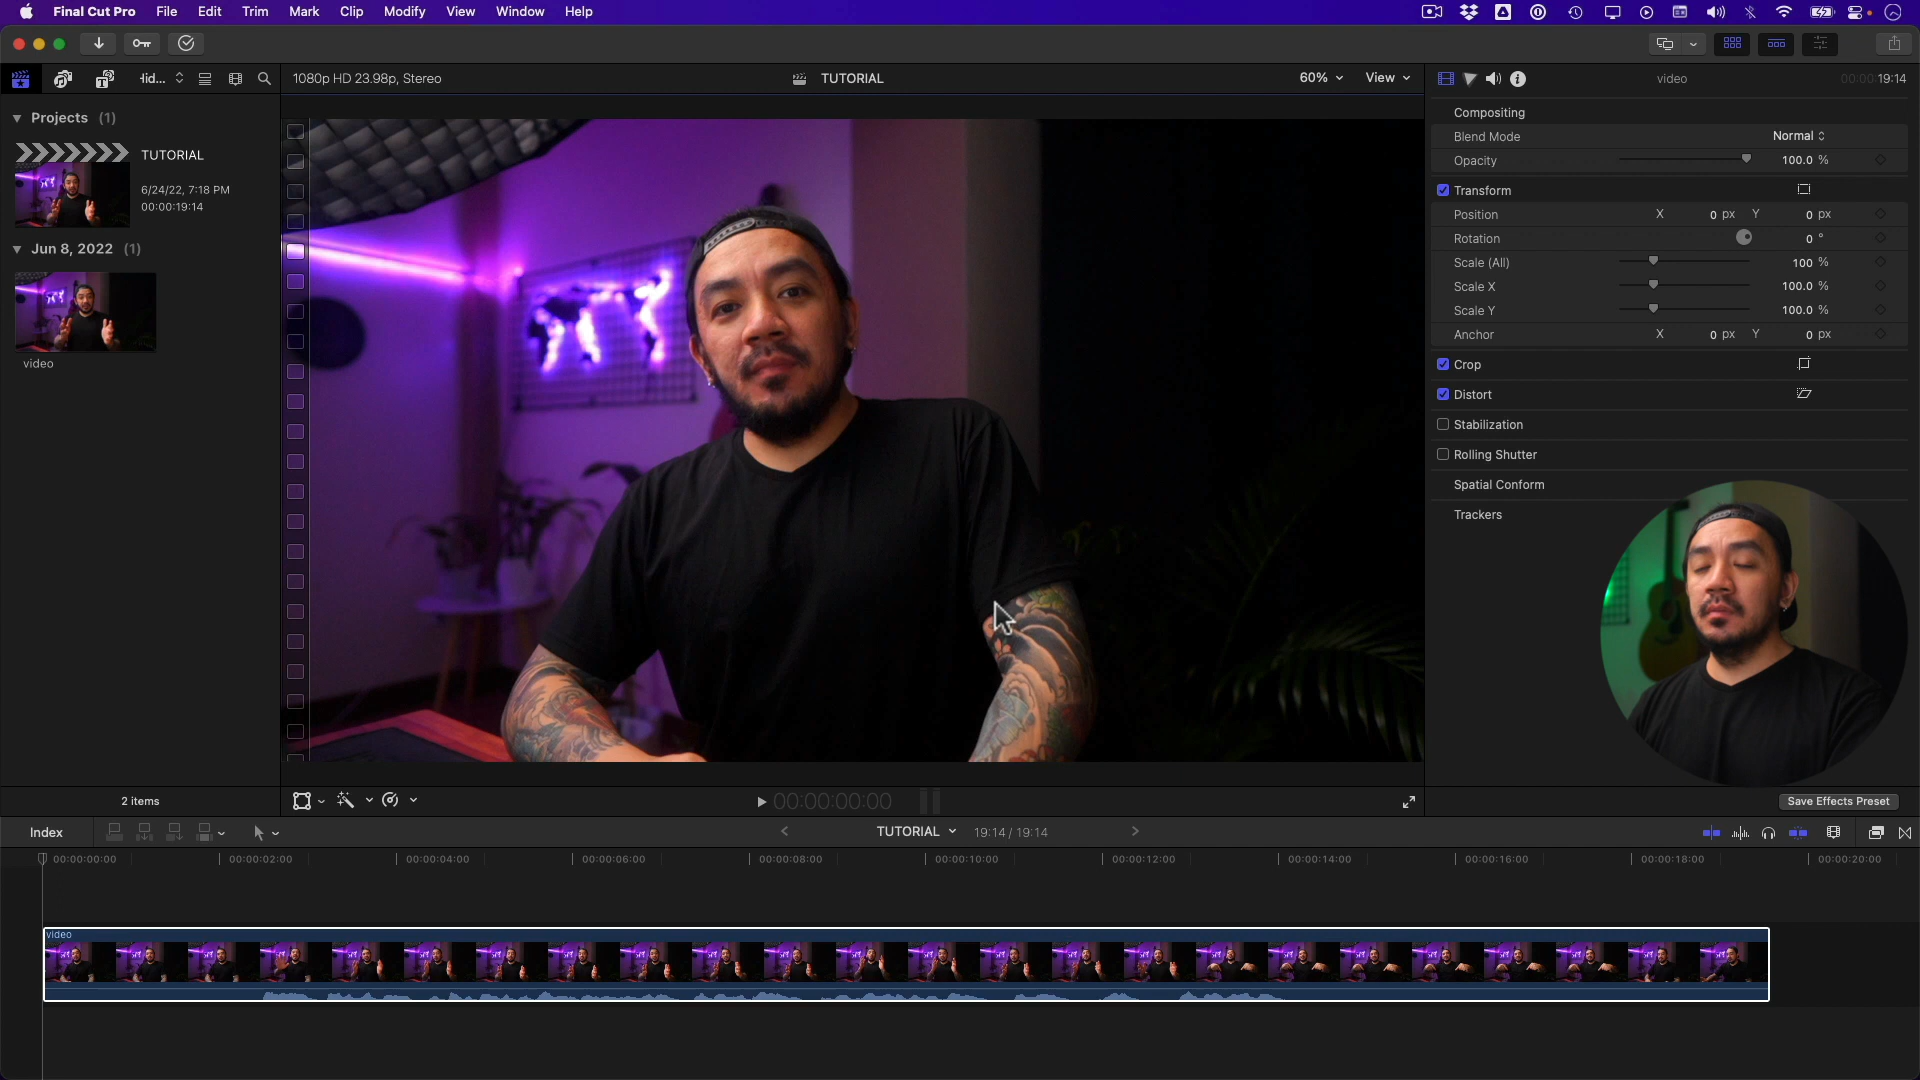 Final Cut Pro File Edit Trim Mark Clip Modify View Window Help
Hid... 1080p HD 23.98p, Stereo TUTORIAL 60% View video 00:00:19:14
Projects (1)
TUTORIAL
6/24/22, 7:18 PM
00:00:19:14
Jun 8, 2022 (1)
video
Compositing
Blend Mode Normal
Opacity 100.0 %
Transform
Position X 0 px Y 0 px
Rotation 0 °
Scale (All) 100 %
Scale X 100.0 %
Scale Y 100.0 %
Anchor X 0 px Y 0 px
Crop
Distort
Stabilization
Rolling Shutter
Spatial Conform
Trackers
2 items 00:00:00:00 Save Effects Preset
Index TUTORIAL 19:14 / 19:14
00:00:00:00 00:00:02:00 00:00:04:00 00:00:06:00 00:00:08:00 00:00:10:00 00:00:12:00 00:00:14:00 00:00:16:00 00:00:18:00 00:00:20:00
video